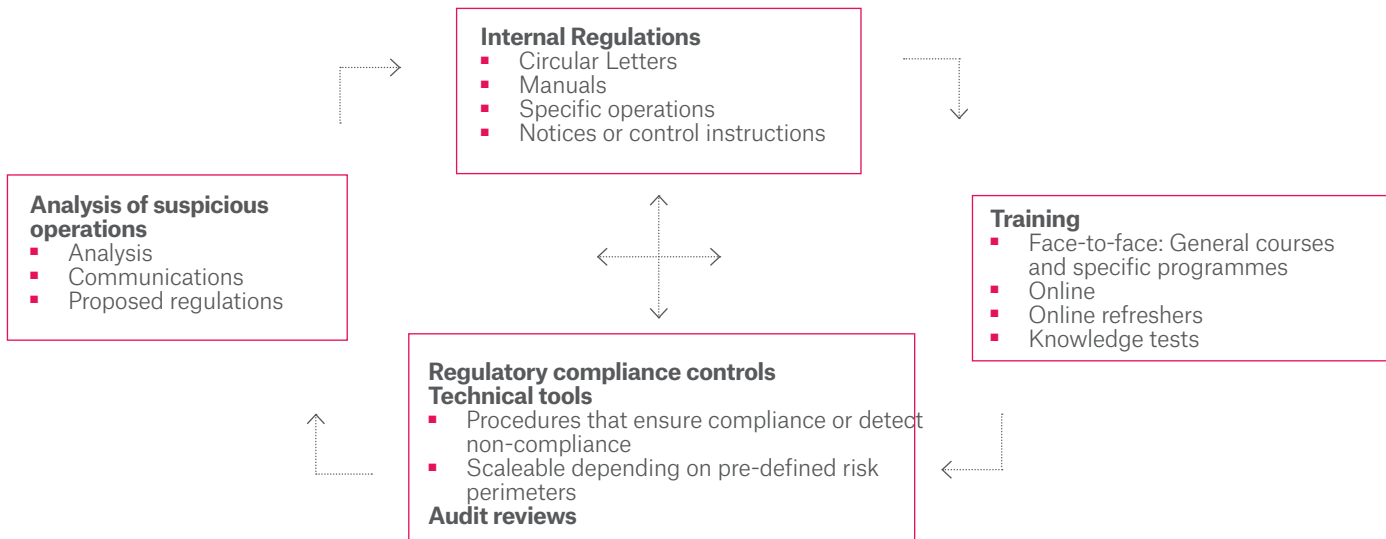 Internal Regulations
Circular Letters
Manuals
Specific operations
Notices or control instructions
Analysis of suspicious
operations
Analysis
Communications
Proposed regulations
Training
Face-to-face: General courses
and specific programmes
Online
Online refreshers
Knowledge tests
Regulatory compliance controls
Technical tools
Procedures that ensure compliance or detect
non-compliance
Scaleable depending on pre-defined risk
perimeters
Audit reviews